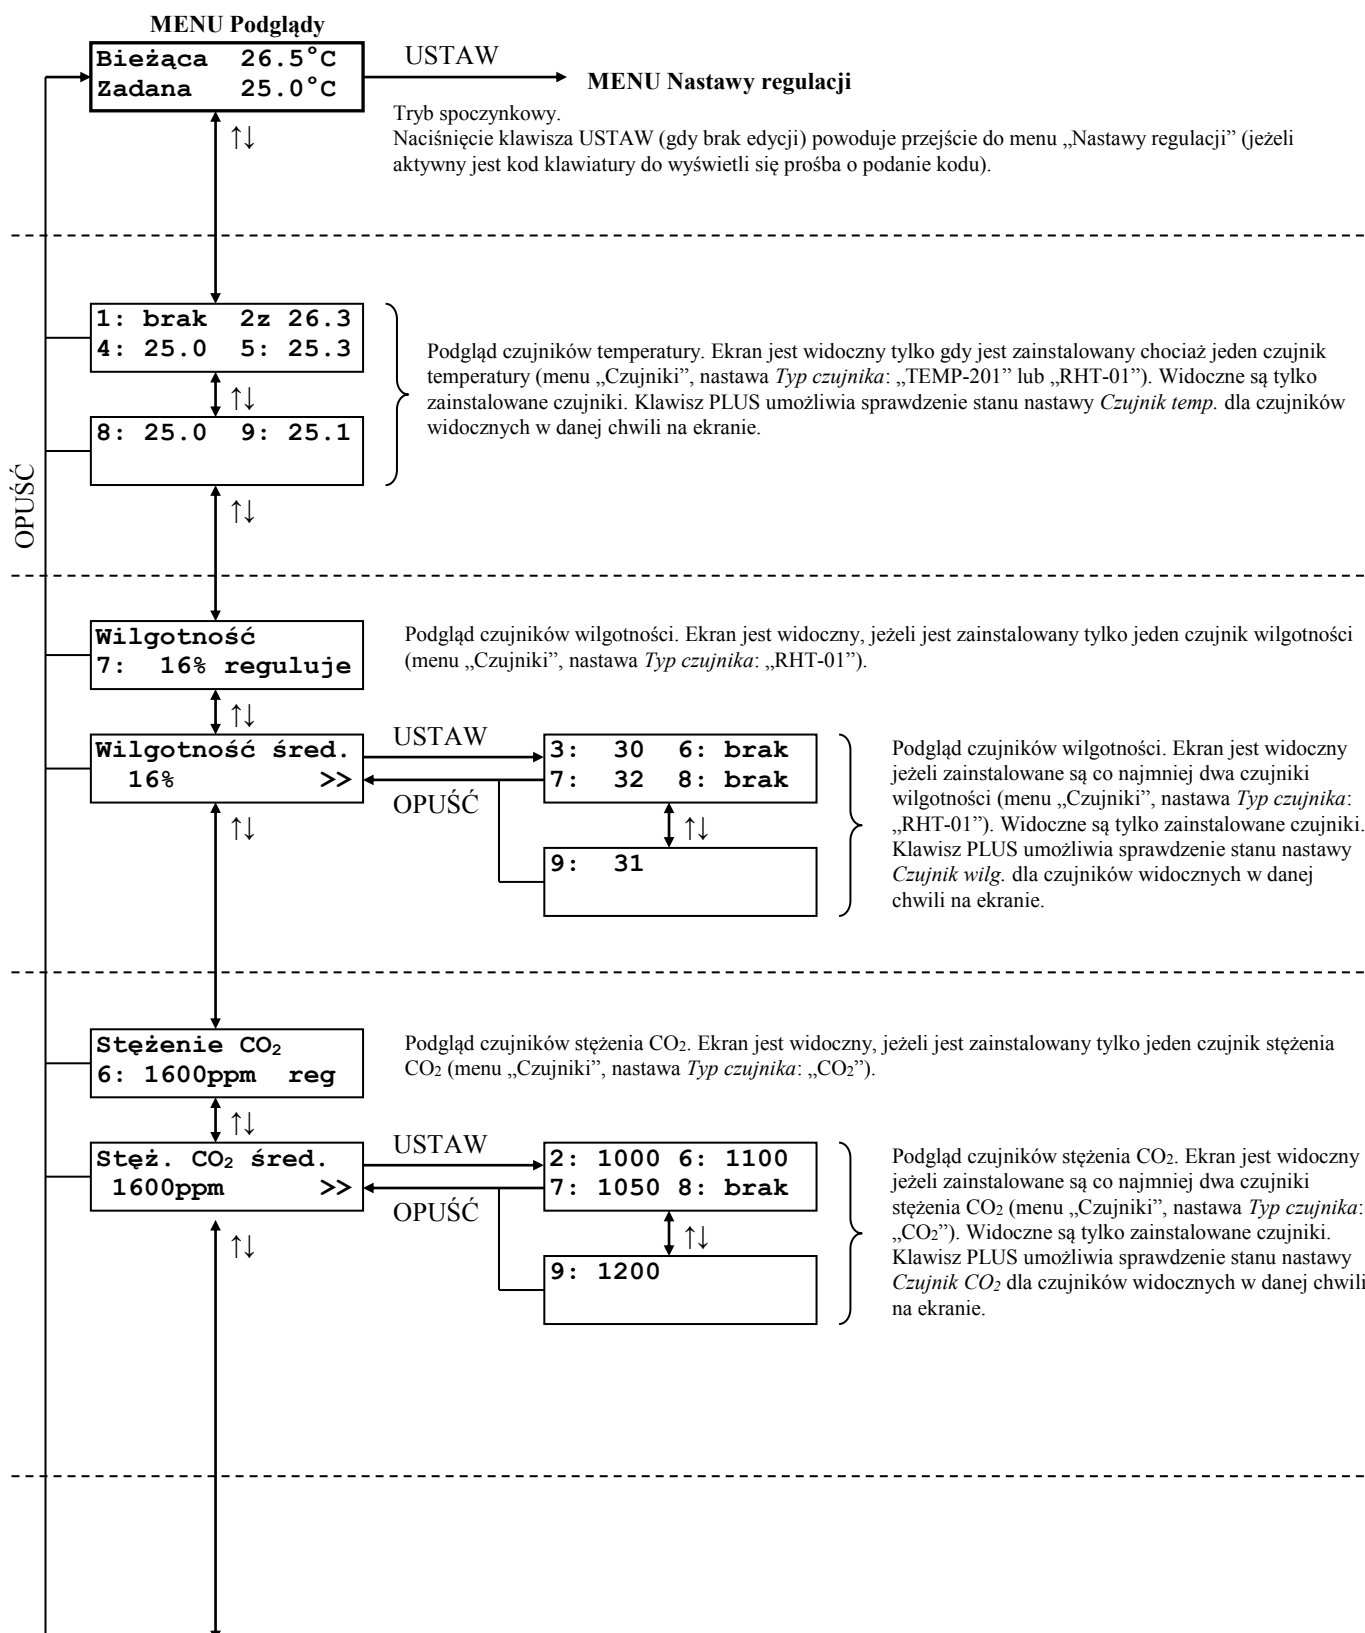 MENU Podglądy
Bieżąca 26.5°C
Zadana 25.0°C
USTAW
MENU Nastawy regulacji
Tryb spoczynkowy.
Naciśnięcie klawisza USTAW (gdy brak edycji) powoduje przejście do menu „Nastawy regulacji” (jeżeli
aktywny jest kod klawiatury do wyświetli się prośba o podanie kodu).
↑↓
1: brak 2z 26.3
4: 25.0 5: 25.3
↑↓
8: 25.0 9: 25.1
Podgląd czujników temperatury. Ekran jest widoczny tylko gdy jest zainstalowany chociaż jeden czujnik
temperatury (menu „Czujniki”, nastawa Typ czujnika: „TEMP-201” lub „RHT-01”). Widoczne są tylko
zainstalowane czujniki. Klawisz PLUS umożliwia sprawdzenie stanu nastawy Czujnik temp. dla czujników
widocznych w danej chwili na ekranie.
OPUŚĆ
↑↓
Wilgotność
7: 16% reguluje
Podgląd czujników wilgotności. Ekran jest widoczny, jeżeli jest zainstalowany tylko jeden czujnik wilgotności
(menu „Czujniki”, nastawa Typ czujnika: „RHT-01”).
↑↓
Wilgotność śred.
16% >>
USTAW
OPUŚĆ
↑↓
3: 30 6: brak
7: 32 8: brak
↑↓
9: 31
Podgląd czujników wilgotności. Ekran jest widoczny
jeżeli zainstalowane są co najmniej dwa czujniki
wilgotności (menu „Czujniki”, nastawa Typ czujnika:
„RHT-01”). Widoczne są tylko zainstalowane czujniki.
Klawisz PLUS umożliwia sprawdzenie stanu nastawy
Czujnik wilg. dla czujników widocznych w danej
chwili na ekranie.
Stężenie CO₂
6: 1600ppm reg
Podgląd czujników stężenia CO₂. Ekran jest widoczny, jeżeli jest zainstalowany tylko jeden czujnik stężenia
CO₂ (menu „Czujniki”, nastawa Typ czujnika: „CO₂”).
↑↓
Stęż. CO₂ śred.
1600ppm >>
USTAW
OPUŚĆ
↑↓
2: 1000 6: 1100
7: 1050 8: brak
↑↓
9: 1200
Podgląd czujników stężenia CO₂. Ekran jest widoczny
jeżeli zainstalowane są co najmniej dwa czujniki
stężenia CO₂ (menu „Czujniki”, nastawa Typ czujnika:
„CO₂”). Widoczne są tylko zainstalowane czujniki.
Klawisz PLUS umożliwia sprawdzenie stanu nastawy
Czujnik CO₂ dla czujników widocznych w danej chwili
na ekranie.